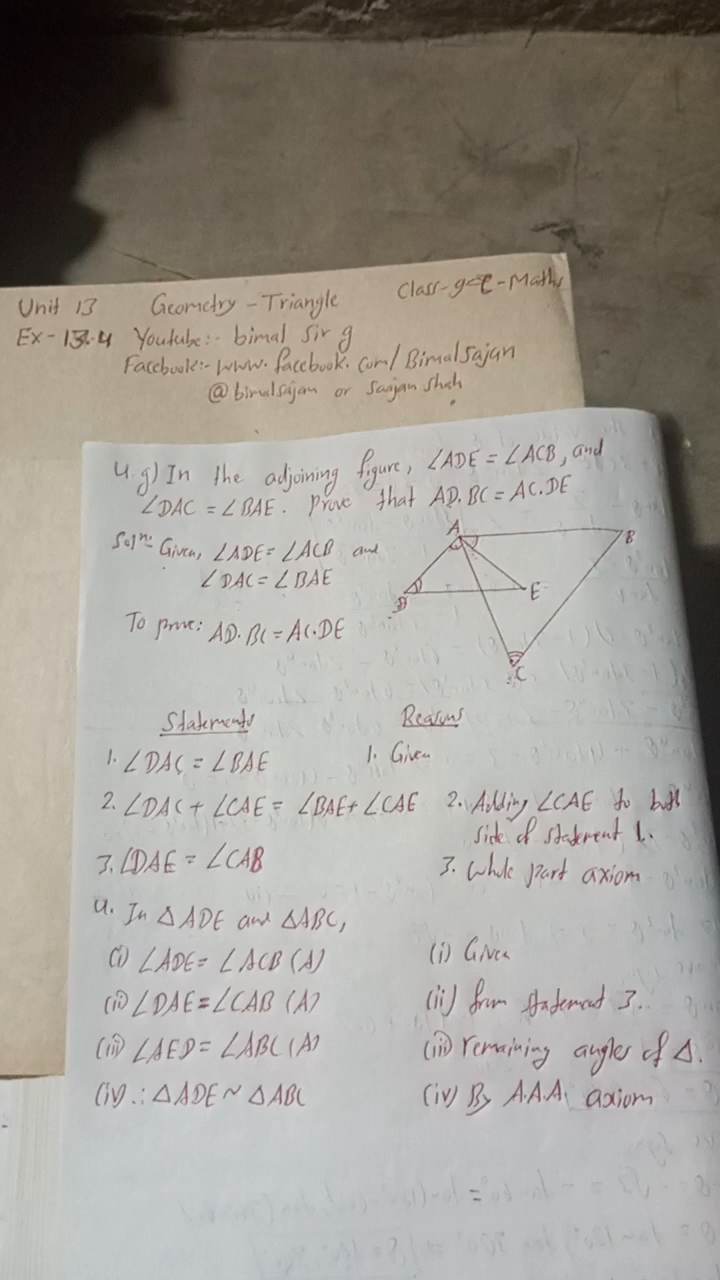 Unit 13 Geometry - Triangle Class-9 - C - Maths
Ex - 13.4 Youtube:- bimal Sir g
Facebook:- www.facebook.com/Bimalsajan
@bimalsajan or Saajan Shah
4.g) In the adjoining figure, ∠ADE = ∠ACB, and
∠DAC = ∠BAE. Prove that AD.BC = AC.DE
Solⁿ: Given, ∠ADE = ∠ACB and
∠DAC = ∠BAE
To prove: AD.BC = AC.DE
A
B
D
E
C
Statements Reasons
1. ∠DAC = ∠BAE 1. Given
2. ∠DAC + ∠CAE = ∠BAE + ∠CAE 2. Adding ∠CAE to both
side of statement 1.
3. ∠DAE = ∠CAB 3. Whole part axiom
4. In △ADE and △ABC,
(i) ∠ADE = ∠ACB (A) (i) Given
(ii) ∠DAE = ∠CAB (A) (ii) from statement 3.
(iii) ∠AED = ∠ABC (A) (iii) remaining angles of △.
(iv) ∴ △ADE ~ △ABC (iv) By A.A.A. axiom